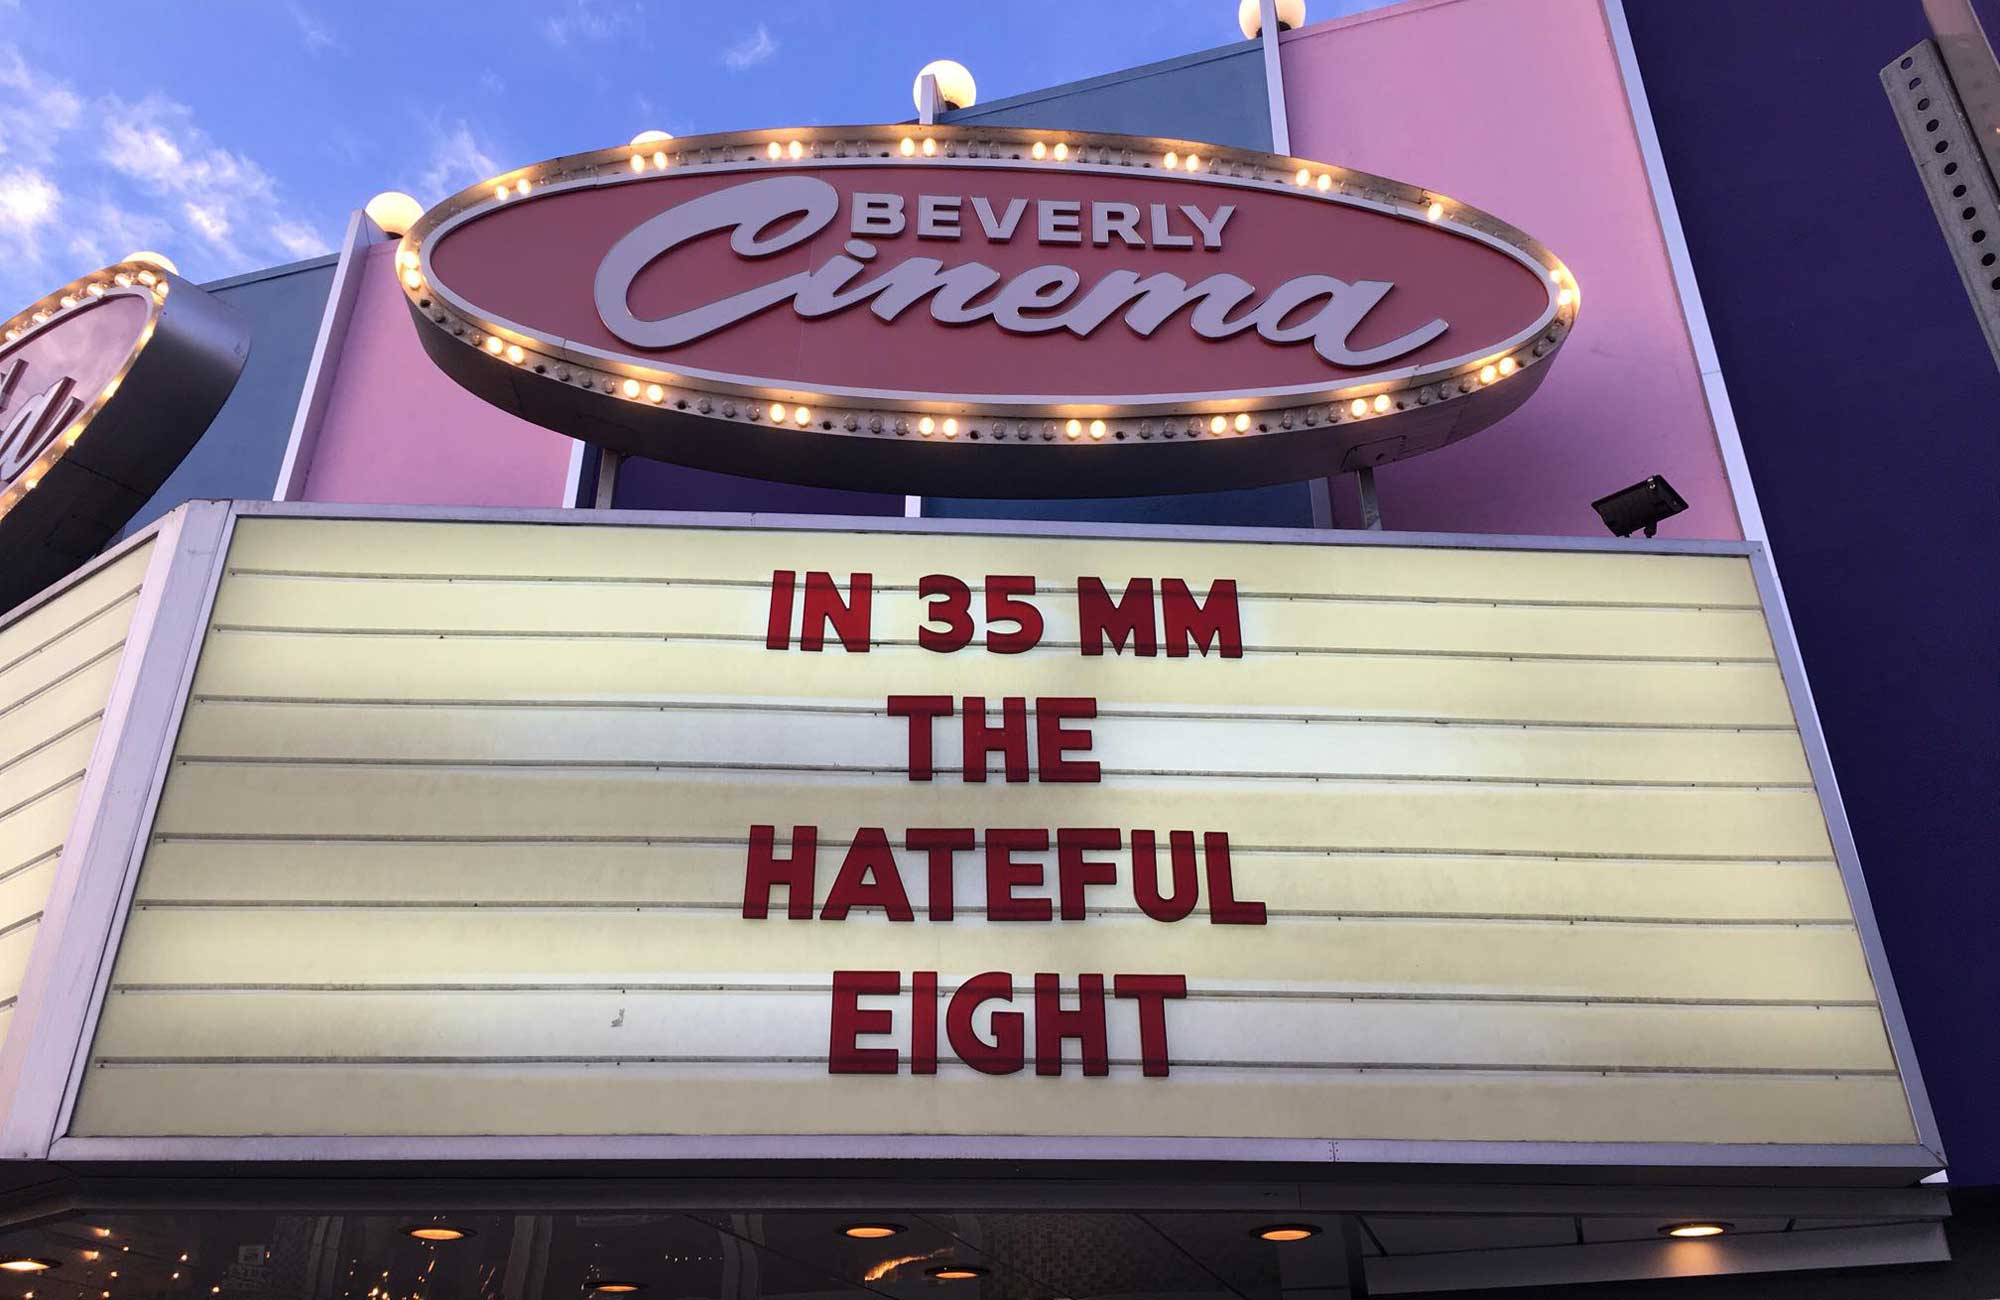 BEVERLY
Cinema
IN 35 MM
THE
HATEFUL
EIGHT